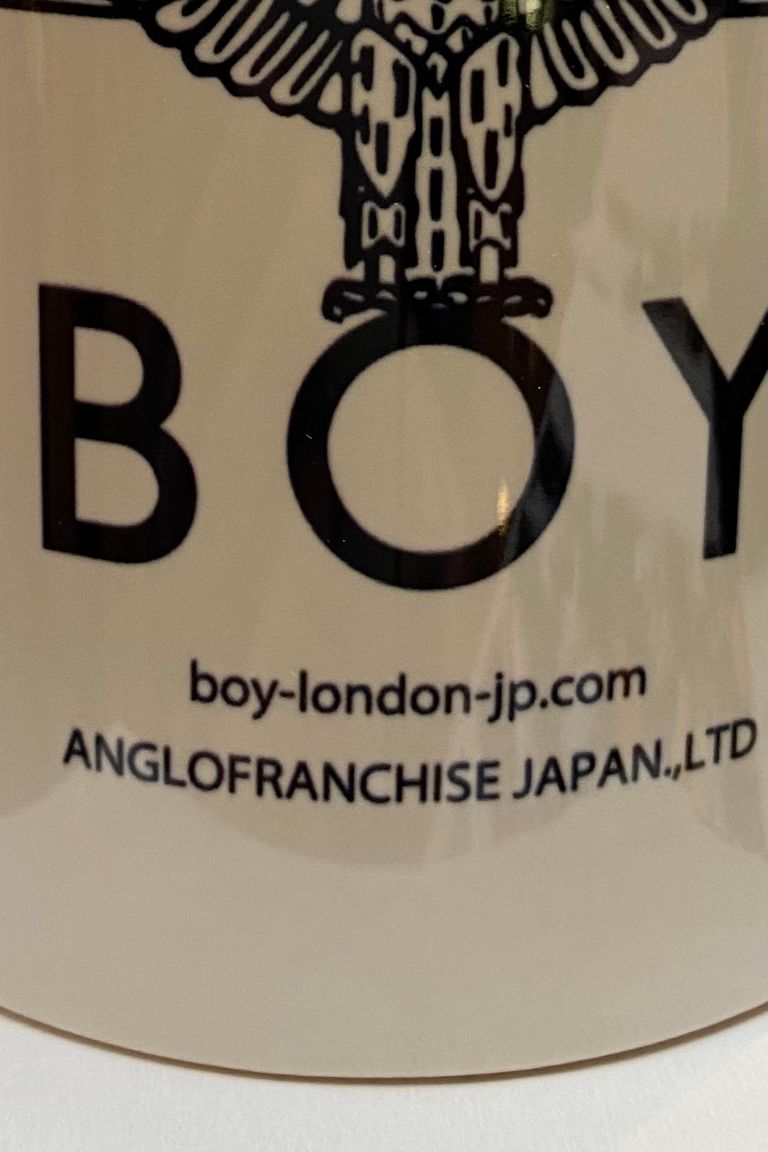 BOY
boy-london-jp.com
ANGLOFRANCHISE JAPAN.,LTD